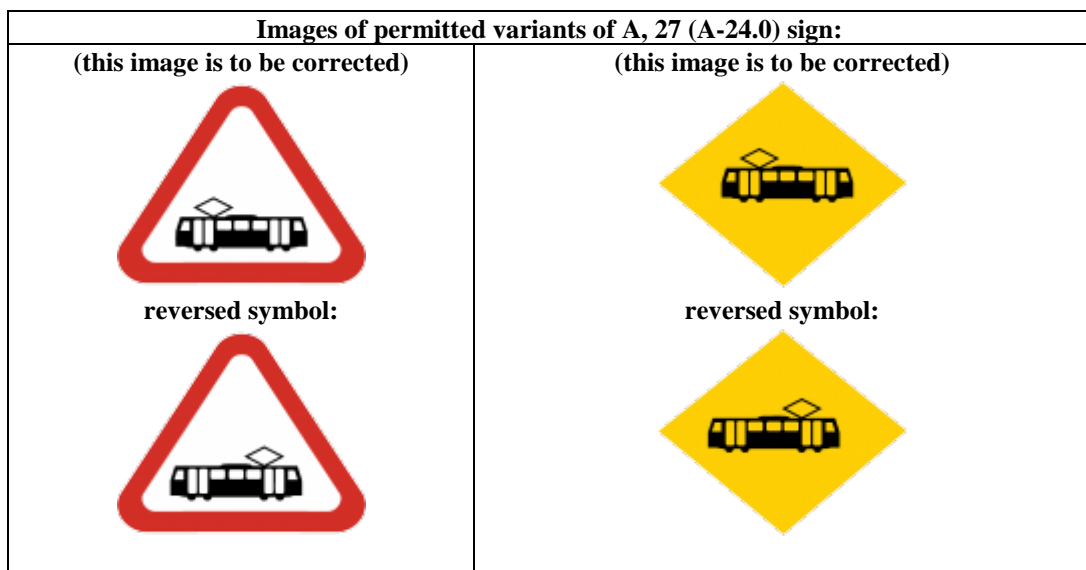 Images of permitted variants of A, 27 (A-24.0) sign:
(this image is to be corrected)
reversed symbol:
(this image is to be corrected)
reversed symbol: